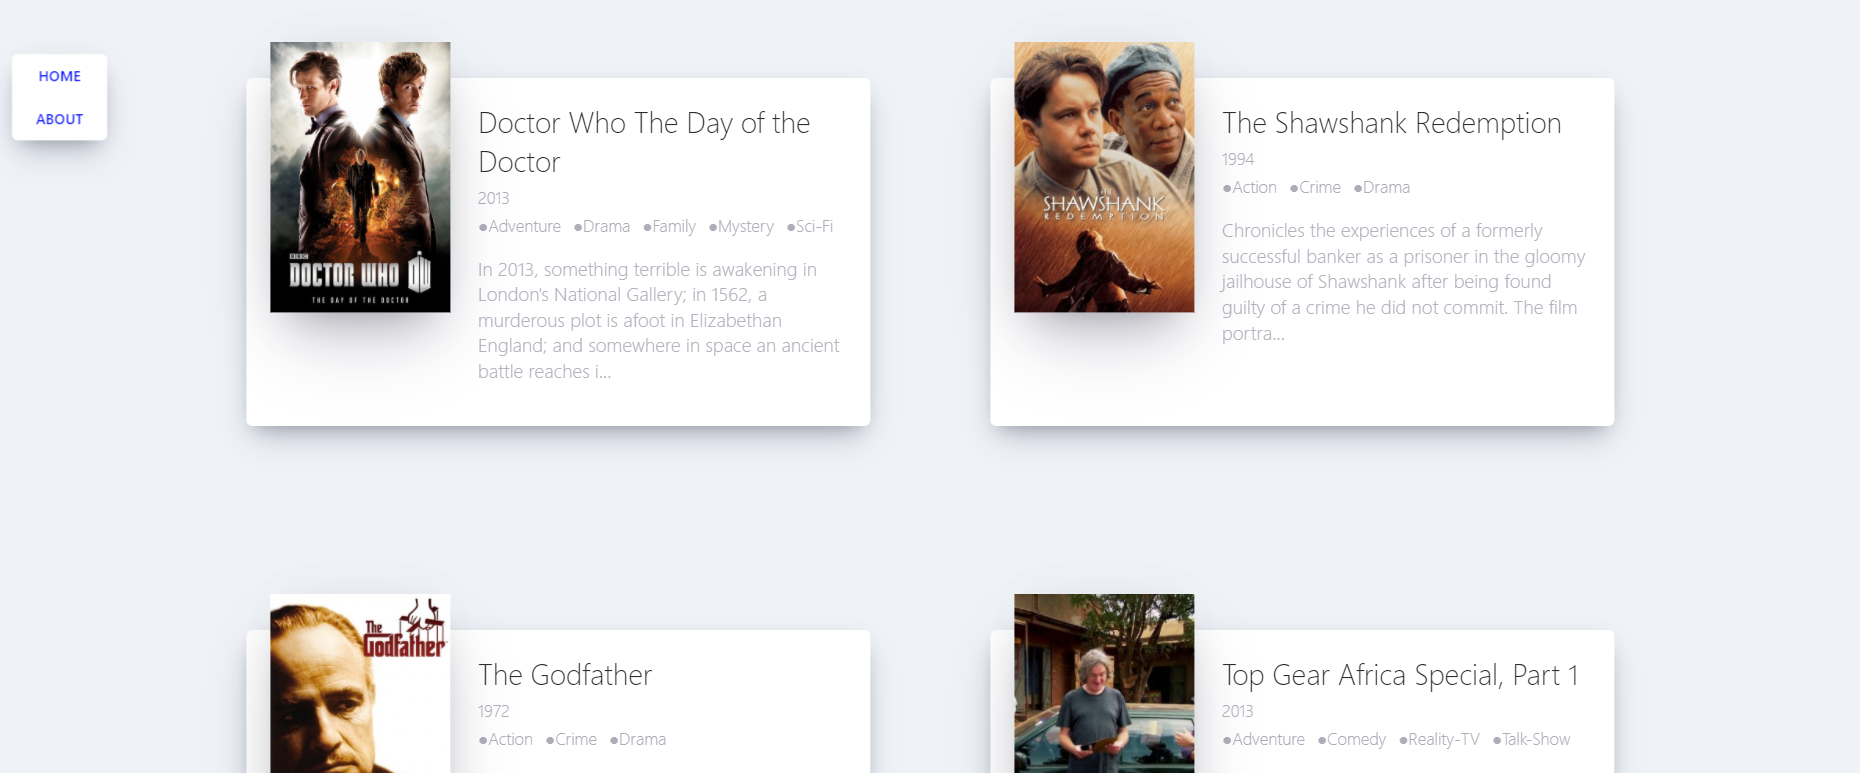 HOME
ABOUT
BBC
DOCTOR WHO DW
THE DAY OF THE DOCTOR
Doctor Who The Day of the
Doctor
2013
●Adventure ●Drama ●Family ●Mystery ●Sci-Fi
In 2013, something terrible is awakening in
London's National Gallery; in 1562, a
murderous plot is afoot in Elizabethan
England; and somewhere in space an ancient
battle reaches i...
THE
SHAWSHANK
REDEMPTION
The Shawshank Redemption
1994
●Action ●Crime ●Drama
Chronicles the experiences of a formerly
successful banker as a prisoner in the gloomy
jailhouse of Shawshank after being found
guilty of a crime he did not commit. The film
portra...
The
Godfather
The Godfather
1972
●Action ●Crime ●Drama
Top Gear Africa Special, Part 1
2013
●Adventure ●Comedy ●Reality-TV ●Talk-Show